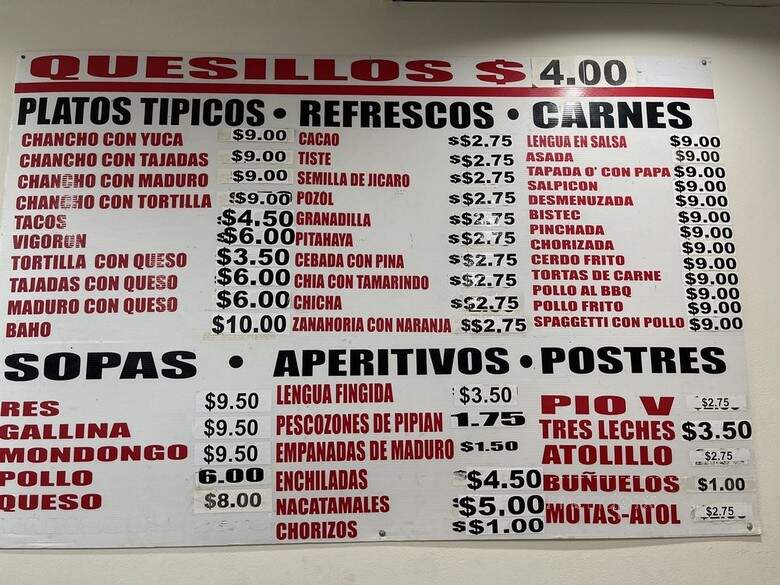 QUESILLOS $ 4.00
PLATOS TIPICOS • REFRESCOS • CARNES
CHANCHO CON YUCA $9.00
CHANCHO CON TAJADAS $9.00
CHANCHO CON MADURO $9.00
CHANCHO CON TORTILLA $9.00
TACOS $4.50
VIGORON $6.00
TORTILLA CON QUESO $3.50
TAJADAS CON QUESO $6.00
MADURO CON QUESO $6.00
BAHO $10.00
CACAO $$2.75
TISTE $$2.75
SEMILLA DE JICARO $$2.75
POZOL $$2.75
GRANADILLA $$2.75
PITAHAYA $$2.75
CEBADA CON PINA $$2.75
CHIA CON TAMARINDO $$2.75
CHICHA $$2.75
ZANAHORIA CON NARANJA $$2.75
LENGUA EN SALSA $9.00
ASADA $9.00
TAPADA O' CON PAPA $9.00
SALPICON $9.00
DESMENUZADA $9.00
BISTEC $9.00
PINCHADA $9.00
CHORIZADA $9.00
CERDO FRITO $9.00
TORTAS DE CARNE $9.00
POLLO AL BBQ $9.00
POLLO FRITO $9.00
SPAGGETTI CON POLLO $9.00
SOPAS • APERITIVOS • POSTRES
RES $9.50
GALLINA $9.50
MONDONGO $9.50
POLLO 6.00
QUESO $8.00
LENGUA FINGIDA $3.50
PESCOZONES DE PIPIAN 1.75
EMPANADAS DE MADURO $1.50
ENCHILADAS $4.50
NACATAMALES $5.00
CHORIZOS $$1.00
PIO V $2.75
TRES LECHES $3.50
ATOLILLO $2.75
BUÑUELOS $1.00
MOTAS-ATOL $2.75